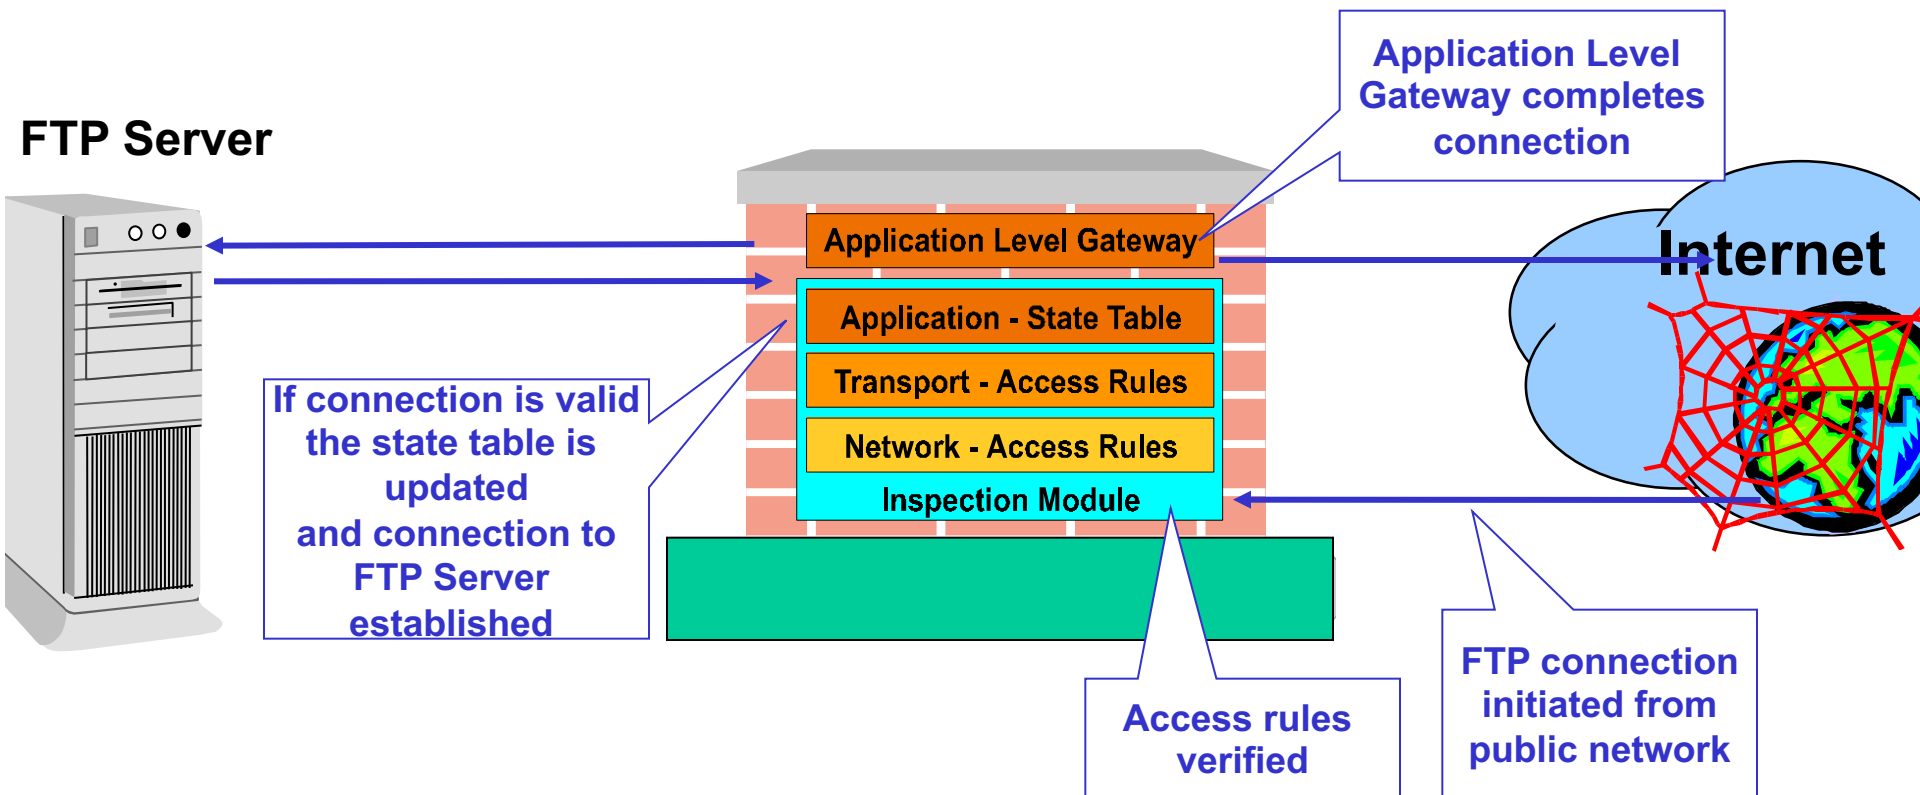 Application Level
Gateway completes
connection
FTP Server
Application Level Gateway
Internet
Application - State Table
Transport - Access Rules
Network - Access Rules
Inspection Module
If connection is valid
the state table is
updated
and connection to
FTP Server
established
FTP connection
initiated from
public network
Access rules
verified